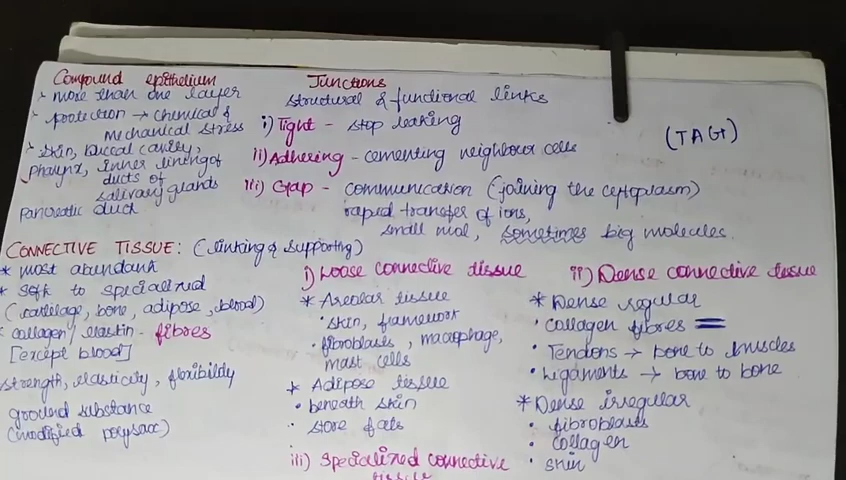 Compound epithelium
> more than one layer
> protection → chemical &
mechanical stress
> skin, buccal cavity,
pharynx, inner lining of
ducts of
salivary glands
pancreatic duct
Junctions
structural & functional links
i) Tight - stop leaking
ii) Adhering - cementing neighbour cells
iii) Gap - communication (joining the cytoplasm)
rapid transfer of ions,
small mol, sometimes big molecules
(TAG)
CONNECTIVE TISSUE: (linking & supporting)
* most abundant
* soft to specialized
(cartilage, bone, adipose, blood)
* collagen/elastin - fibres
[except blood]
strength, elasticity, flexibility
ground substance
(modified polysacc)
i) Loose connective tissue
* Areolar tissue
• skin, framework
• fibroblasts, macrophage,
mast cells
* Adipose tissue
• beneath skin
• store fats
iii) Specialized connective
tissue
ii) Dense connective tissue
* Dense regular
• collagen fibres =
• Tendons → bone to muscles
• Ligaments → bone to bone
* Dense irregular
• fibroblasts
• collagen
• skin